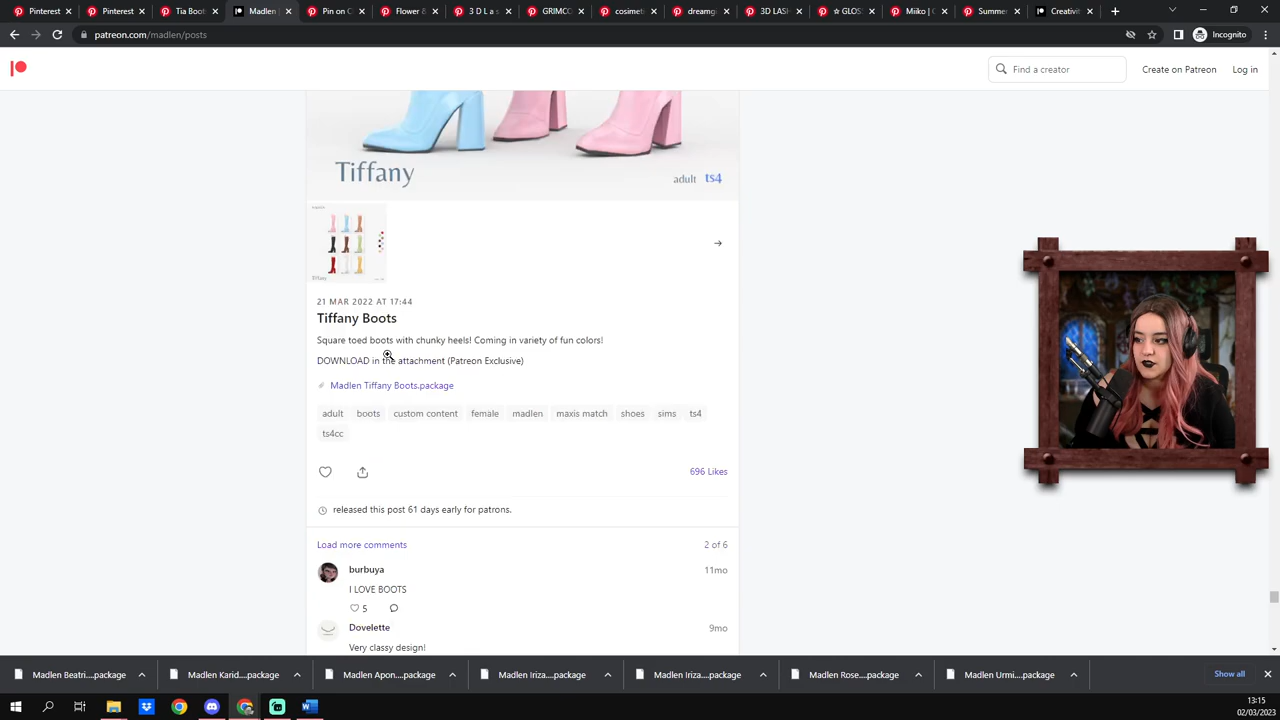 Pinterest
Pinterest
Tia Boot
Madlen |
Pin on C
Flower &
3 D L a s
GRIMCC
cosmeti
dreamg
3D LASH
☆ GLOSS
Miiko | C
Summer
Creativit
patreon.com/madlen/posts
Incognito
Find a creator
Create on Patreon
Log in
Tiffany
adult ts4
Tiffany
21 MAR 2022 AT 17:44
Tiffany Boots
Square toed boots with chunky heels! Coming in variety of fun colors!
DOWNLOAD in the attachment (Patreon Exclusive)
Madlen Tiffany Boots.package
adult boots custom content female madlen maxis match shoes sims ts4
ts4cc
696 Likes
released this post 61 days early for patrons.
Load more comments
2 of 6
burbuya
11mo
I LOVE BOOTS
5
Dovelette
9mo
Very classy design!
Madlen Beatri....package
Madlen Karid....package
Madlen Apon....package
Madlen Iriza....package
Madlen Iriza....package
Madlen Rose....package
Madlen Urmi....package
Show all
13:15
02/03/2023